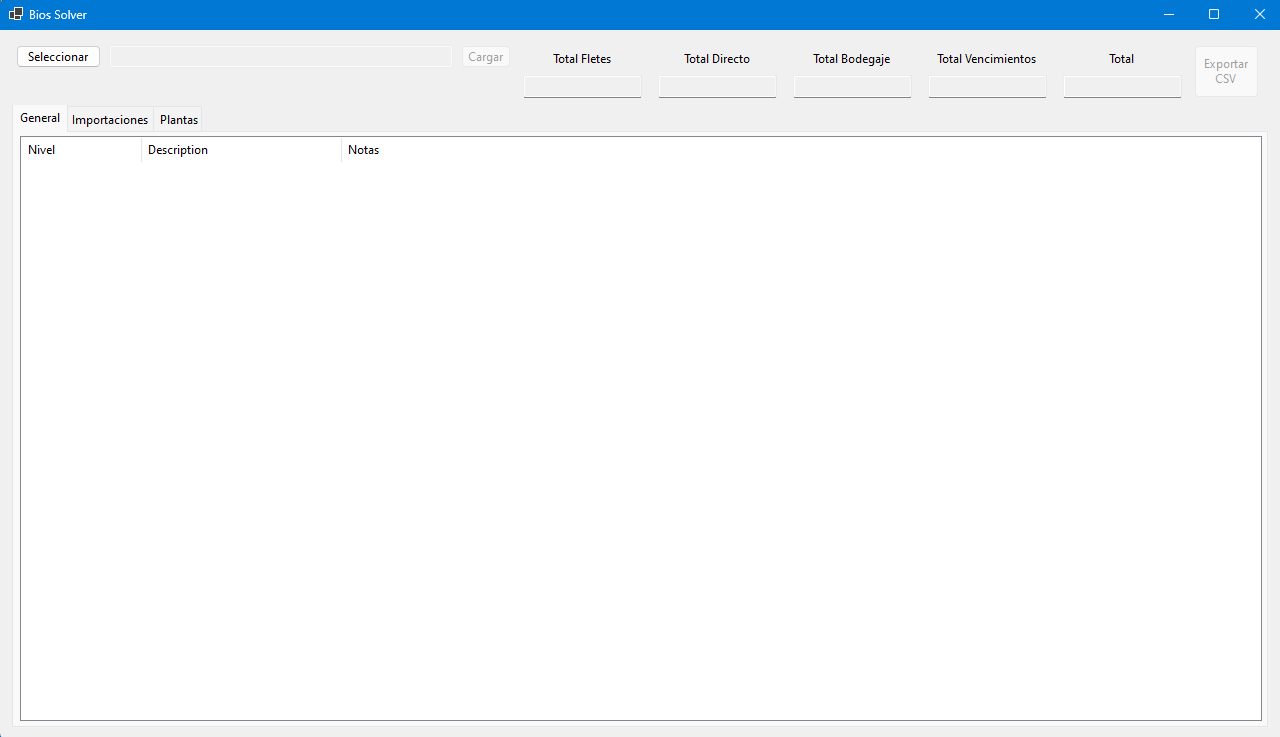 Bios Solver
Seleccionar
Cargar
Total Fletes
Total Directo
Total Bodegaje
Total Vencimientos
Total
Exportar
CSV
General
Importaciones
Plantas
Nivel
Description
Notas